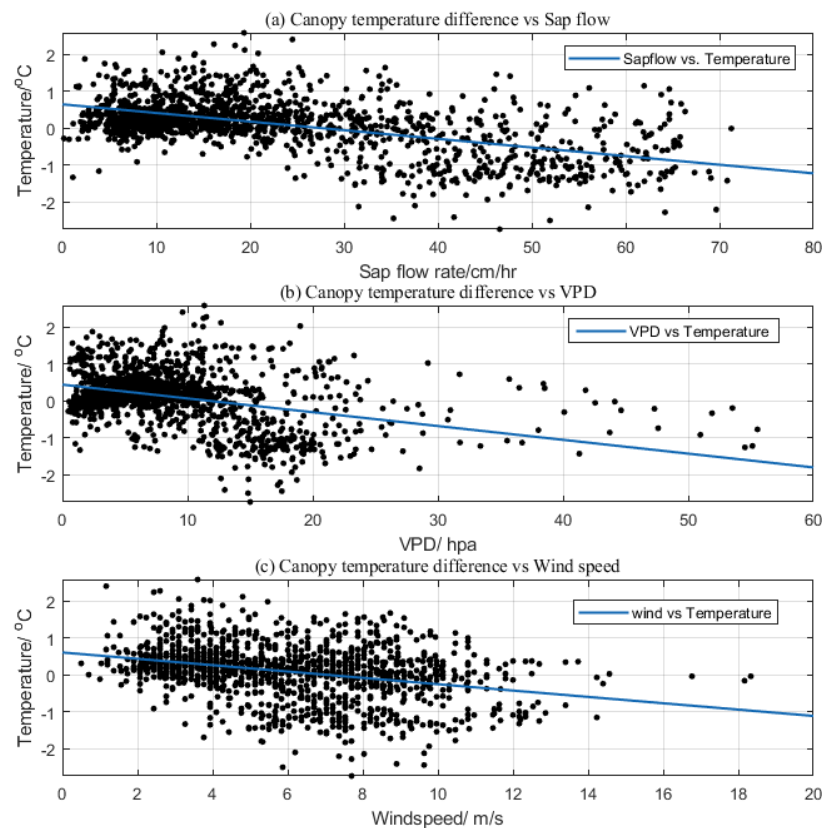 (a) Canopy temperature difference vs Sap flow
Temperature/°C
2
1
0
-1
-2
Sapflow vs. Temperature
0 10 20 30 40 50 60 70 80
Sap flow rate/cm/hr
(b) Canopy temperature difference vs VPD
Temperature/ °C
2
1
0
-1
-2
VPD vs Temperature
0 10 20 30 40 50 60
VPD/ hpa
(c) Canopy temperature difference vs Wind speed
Temperature/ °C
2
1
0
-1
-2
wind vs Temperature
0 2 4 6 8 10 12 14 16 18 20
Windspeed/ m/s